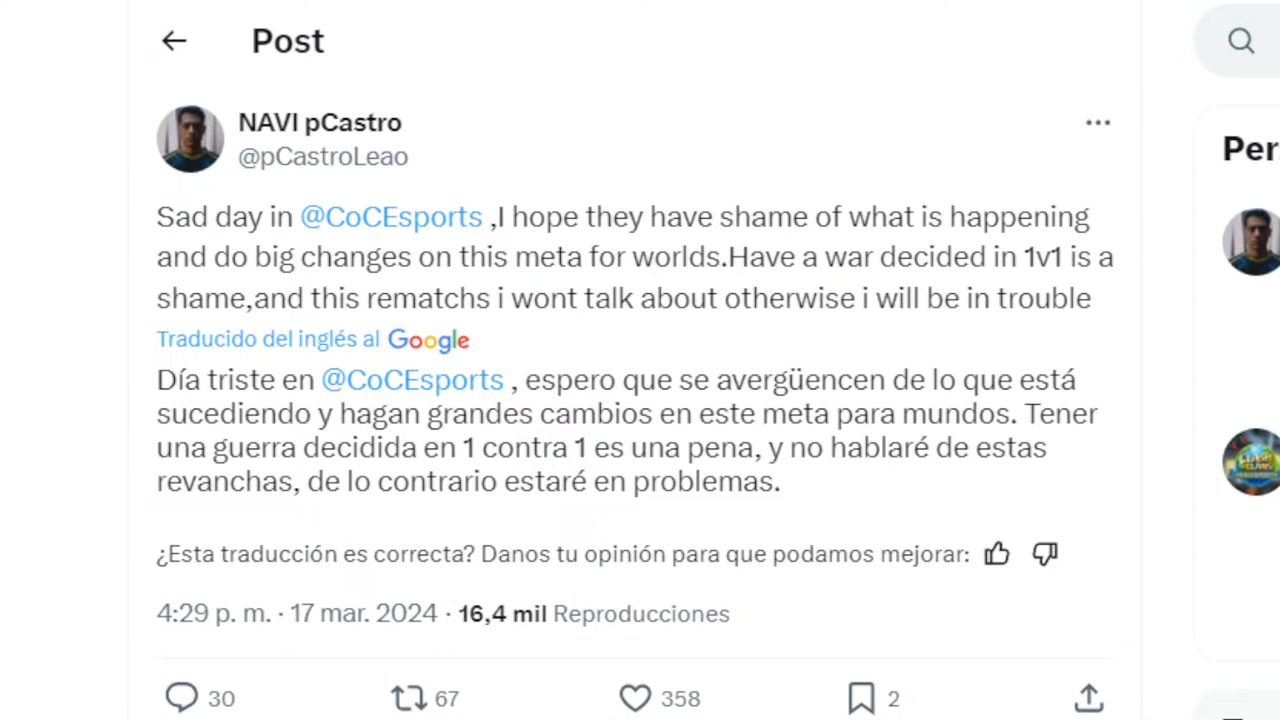 Post
NAVI pCastro
@pCastroLeao
Sad day in @CoCEsports ,I hope they have shame of what is happening
and do big changes on this meta for worlds.Have a war decided in 1v1 is a
shame,and this rematchs i wont talk about otherwise i will be in trouble
Traducido del inglés al Google
Día triste en @CoCEsports , espero que se avergüencen de lo que está
sucediendo y hagan grandes cambios en este meta para mundos. Tener
una guerra decidida en 1 contra 1 es una pena, y no hablaré de estas
revanchas, de lo contrario estaré en problemas.
¿Esta traducción es correcta? Danos tu opinión para que podamos mejorar:
4:29 p. m. · 17 mar. 2024 · 16,4 mil Reproducciones
30 67 358 2
Per